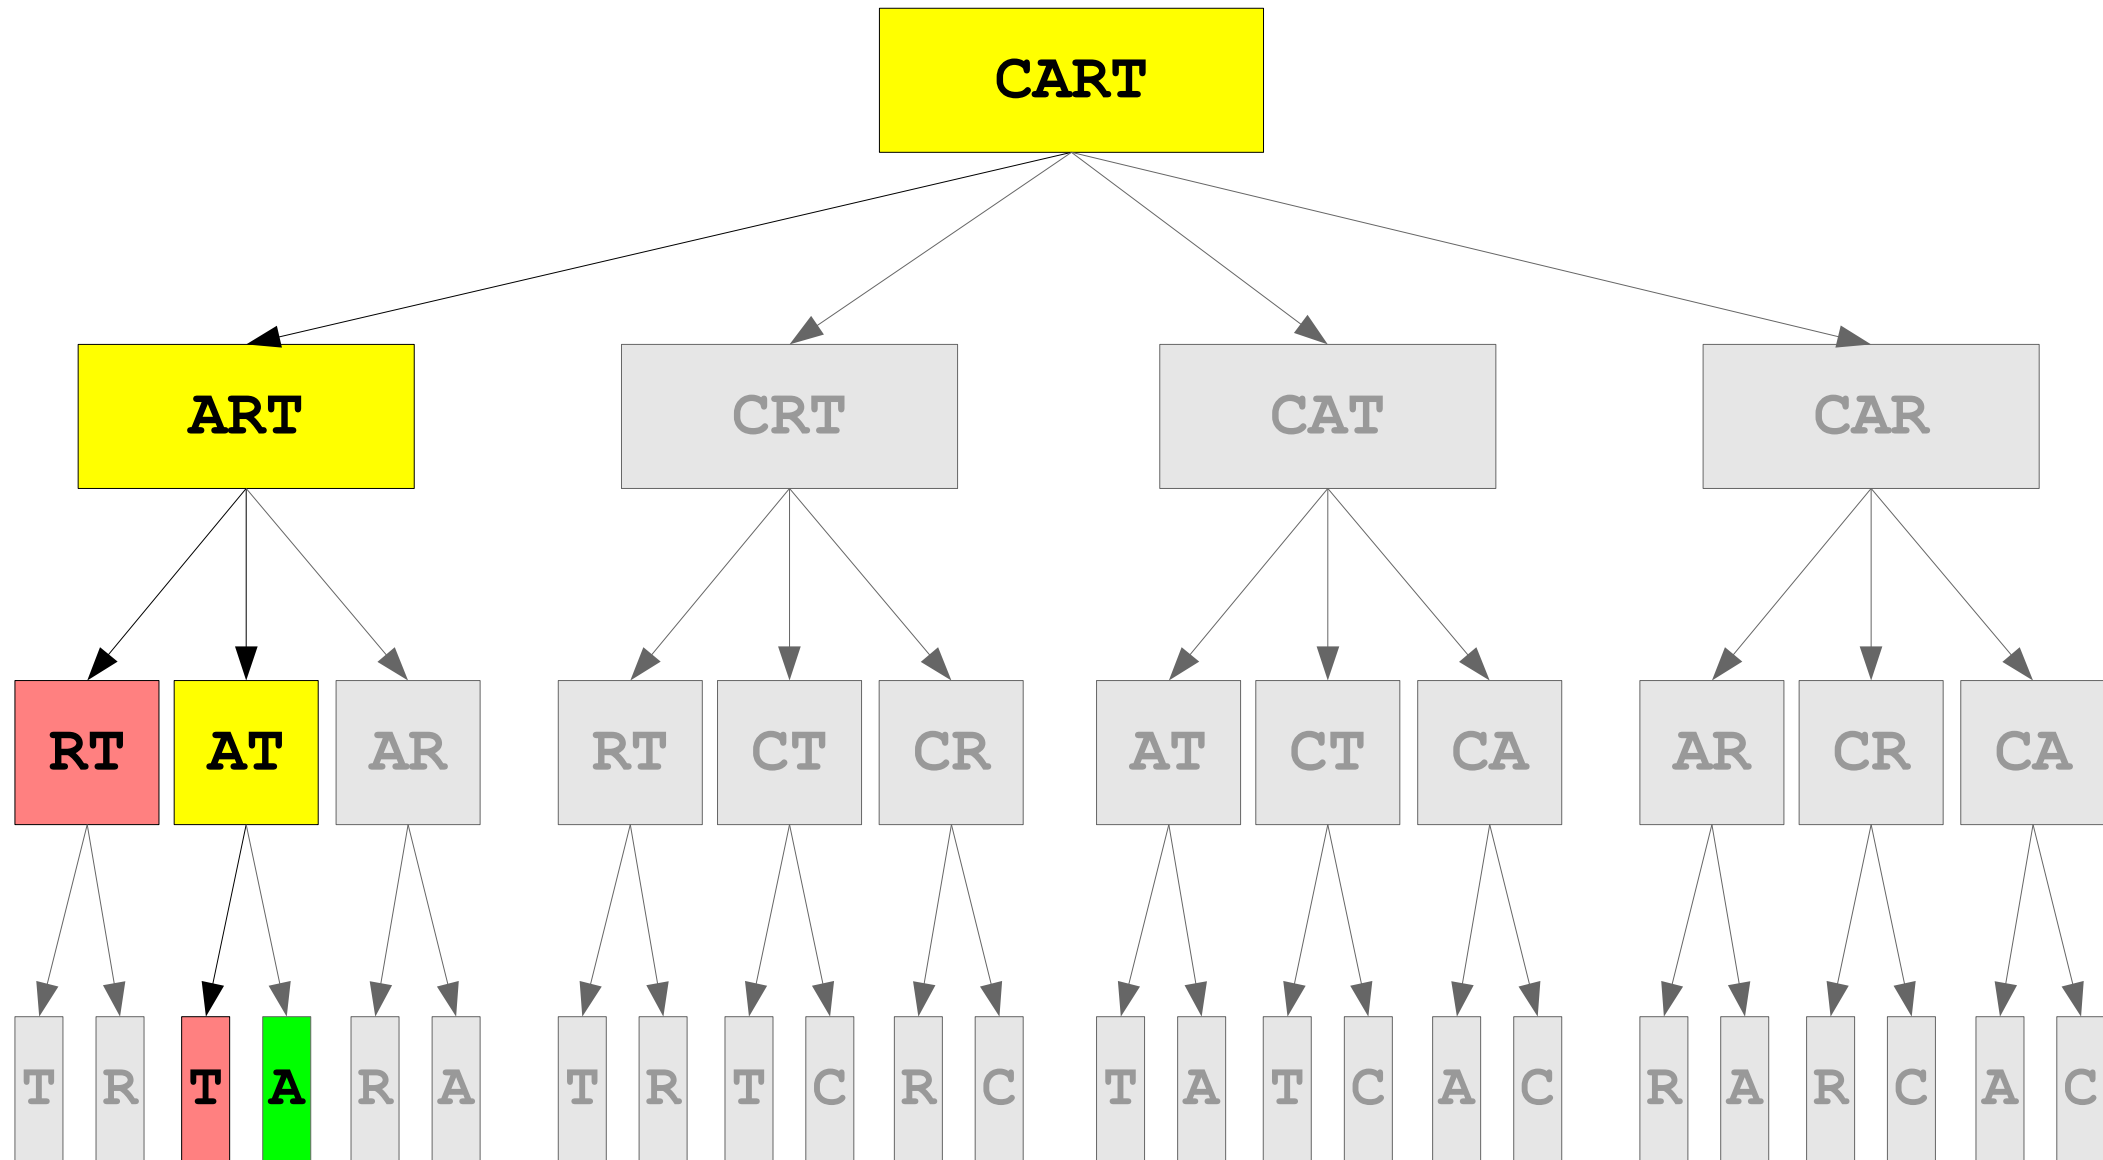 CART
ART CRT CAT CAR
RT AT AR RT CT CR AT CT CA AR CR CA
T R T A R A T R T C R C T A T C A C R A R C A C